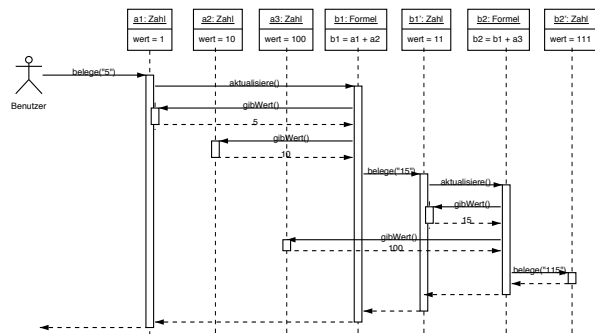 a1: Zahl
wert = 1
a2: Zahl
wert = 10
a3: Zahl
wert = 100
b1: Formel
b1 = a1 + a2
b1': Zahl
wert = 11
b2: Formel
b2 = b1 + a3
b2': Zahl
wert = 111
Benutzer
belege("5")
aktualisiere()
gibWert()
5
gibWert()
10
belege("15")
aktualisiere()
gibWert()
15
gibWert()
100
belege("115")